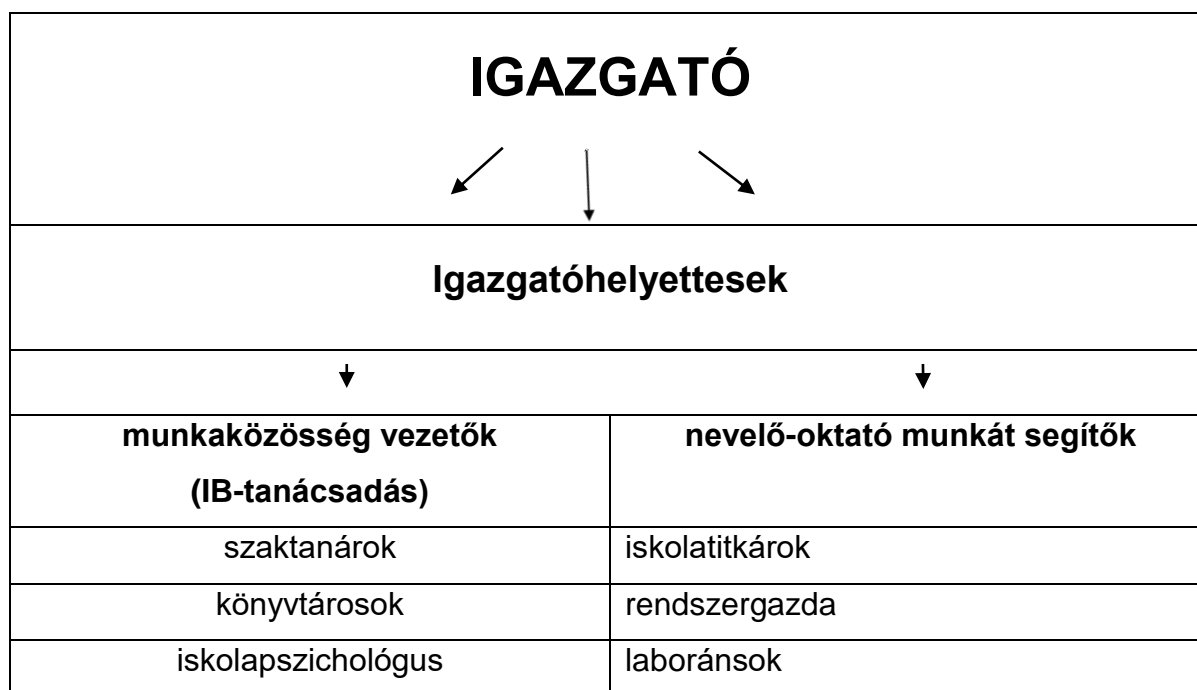 IGAZGATÓ
Igazgatóhelyettesek
munkaközösség vezetők
(IB-tanácsadás)
nevelő-oktató munkát segítők
szaktanárok
iskolatitkárok
könyvtárosok
rendszergazda
iskolapszichológus
laboránsok